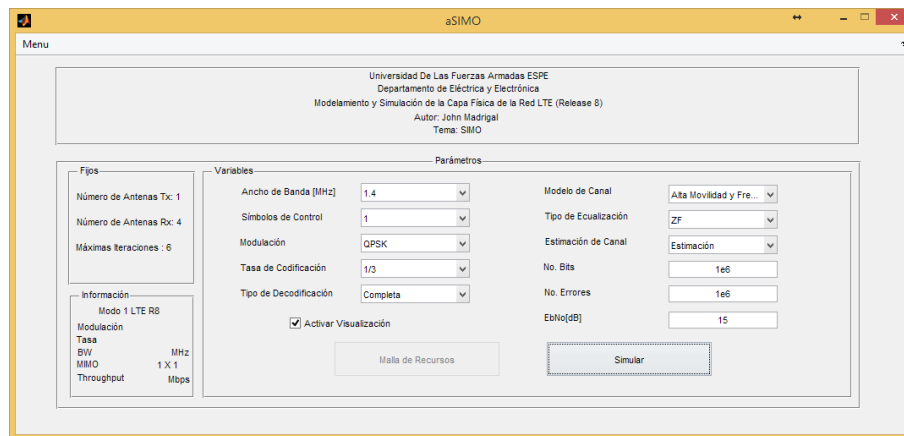 aSIMO
Menu
Universidad De Las Fuerzas Armadas ESPE
Departamento de Eléctrica y Electrónica
Modelamiento y Simulación de la Capa Física de la Red LTE (Release 8)
Autor: John Madrigal
Tema: SIMO
Parámetros
Fijos
Número de Antenas Tx: 1
Número de Antenas Rx: 4
Máximas Iteraciones : 6
Información
Modo 1 LTE R8
Modulación
Tasa
BW MHz
MIMO 1 X 1
Throughput Mbps
Variables
Ancho de Banda [MHz] 1.4
Símbolos de Control 1
Modulación QPSK
Tasa de Codificación 1/3
Tipo de Decodificación Completa
Activar Visualización
Malla de Recursos
Modelo de Canal Alta Movilidad y Fre...
Tipo de Ecualización ZF
Estimación de Canal Estimación
No. Bits 1e6
No. Errores 1e6
EbNo[dB] 15
Simular